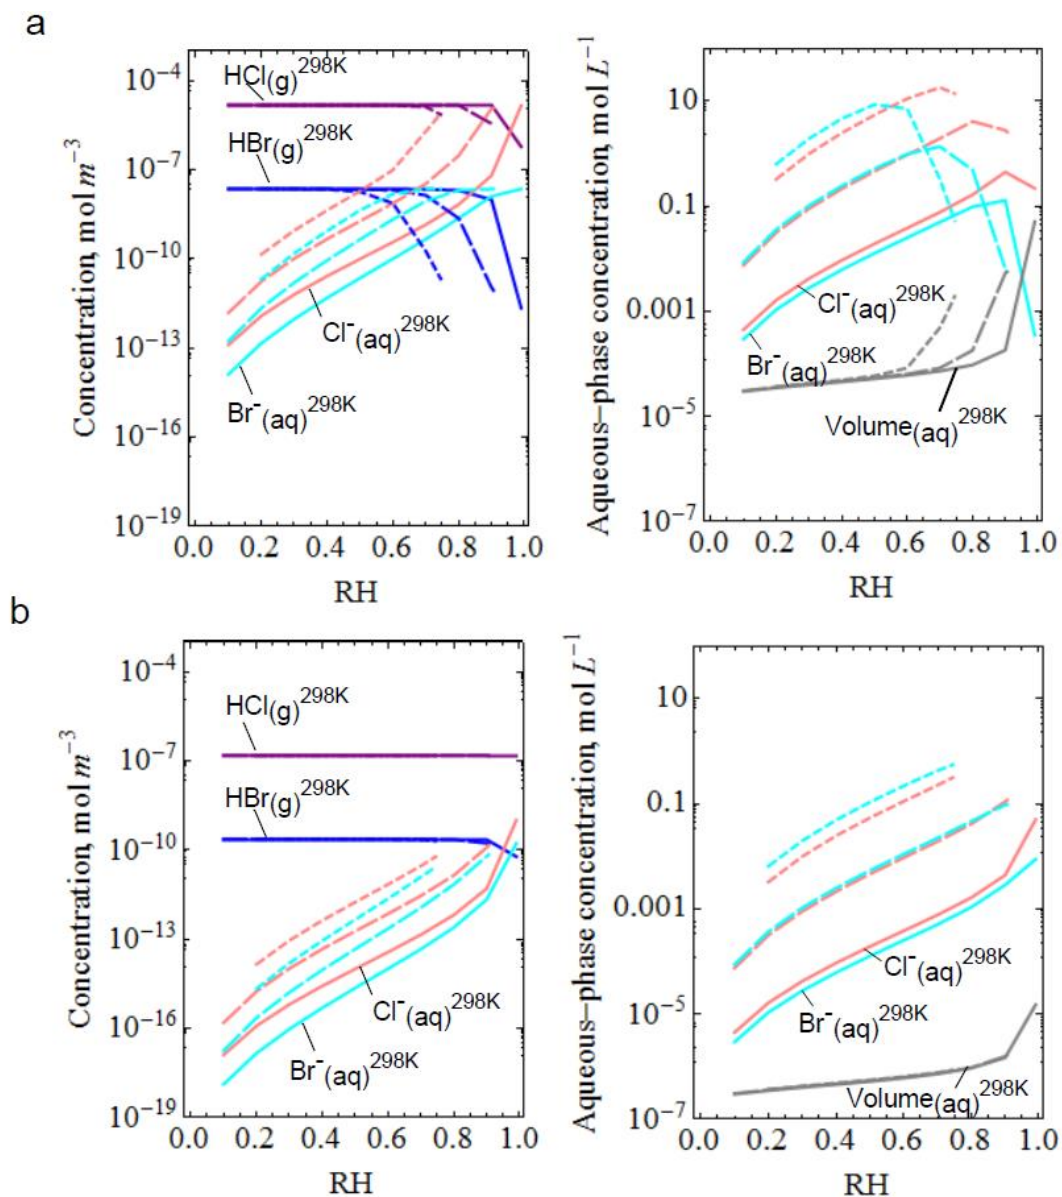 a
HCl(g)298K
HBr(g)298K
Cl-(aq)298K
Br-(aq)298K
Concentration, mol m−3
10−4
10−7
10−10
10−13
10−16
10−19
0.0 0.2 0.4 0.6 0.8 1.0
RH
Cl-(aq)298K
Br-(aq)298K
Volume(aq)298K
Aqueous−phase concentration, mol L−1
10
0.1
0.001
10−5
10−7
0.0 0.2 0.4 0.6 0.8 1.0
RH
b
HCl(g)298K
HBr(g)298K
Cl-(aq)298K
Br-(aq)298K
Concentration, mol m−3
10−4
10−7
10−10
10−13
10−16
10−19
0.0 0.2 0.4 0.6 0.8 1.0
RH
Cl-(aq)298K
Br-(aq)298K
Volume(aq)298K
Aqueous−phase concentration, mol L−1
10
0.1
0.001
10−5
10−7
0.0 0.2 0.4 0.6 0.8 1.0
RH